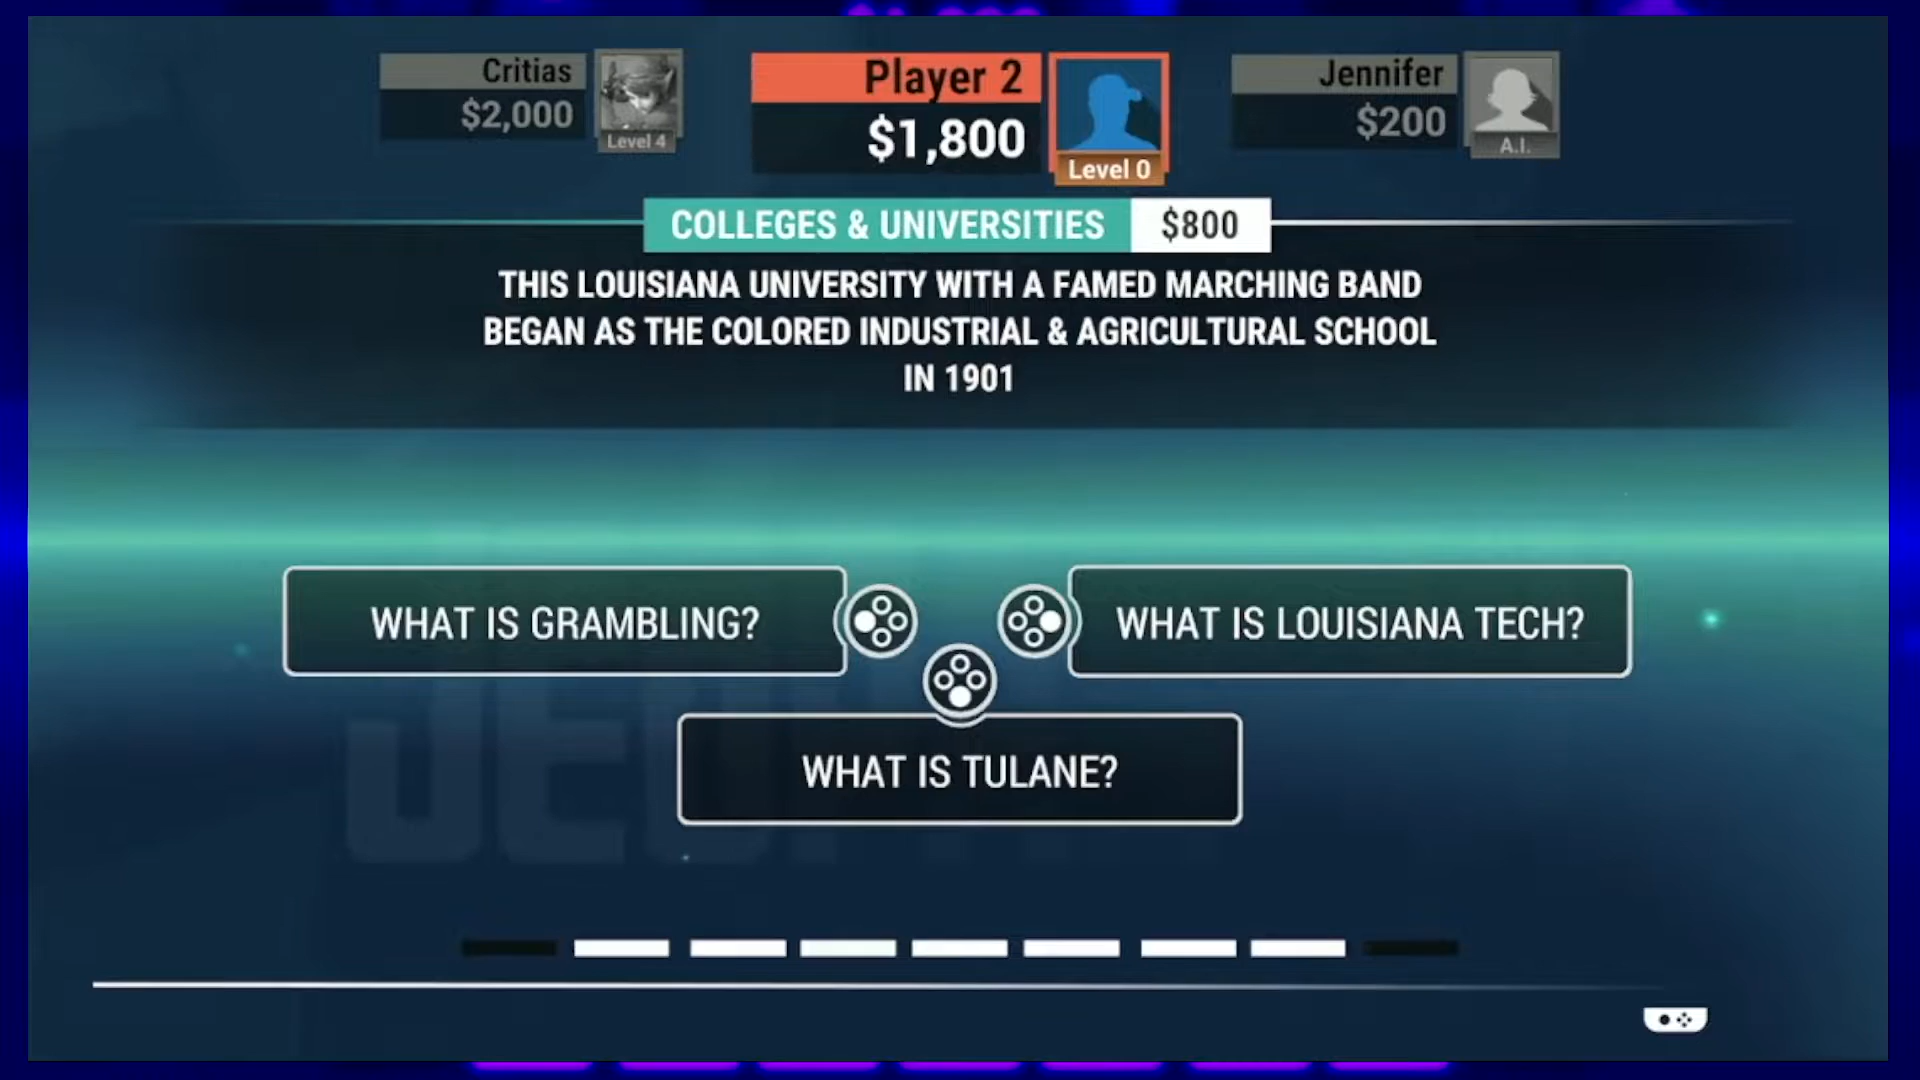 Critias
$2,000
Level 4
Player 2
$1,800
Level 0
Jennifer
$200
A.I.
COLLEGES & UNIVERSITIES $800
THIS LOUISIANA UNIVERSITY WITH A FAMED MARCHING BAND
BEGAN AS THE COLORED INDUSTRIAL & AGRICULTURAL SCHOOL
IN 1901
WHAT IS GRAMBLING?
WHAT IS LOUISIANA TECH?
WHAT IS TULANE?